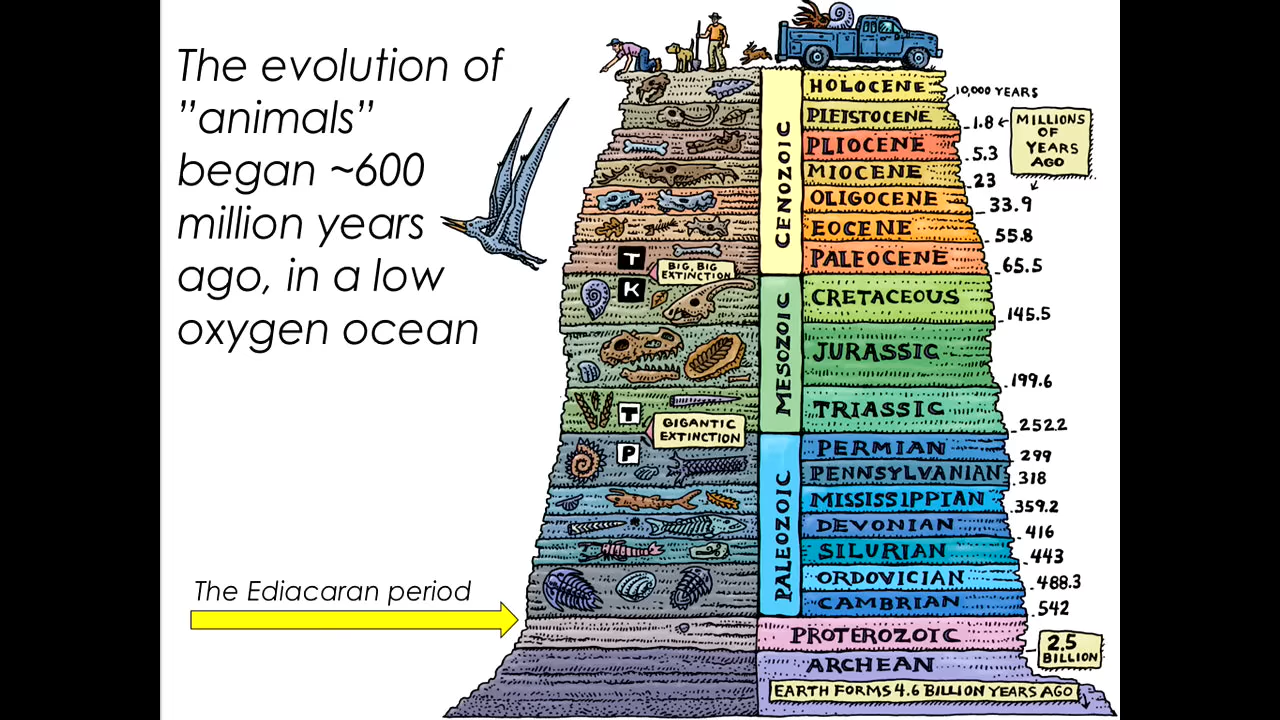 The evolution of
”animals”
began ~600
million years
ago, in a low
oxygen ocean
The Ediacaran period
CENOZOIC
HOLOCENE
10,000 YEARS
PLEISTOCENE
1.8
MILLIONS
OF
YEARS
AGO
PLIOCENE
5.3
MIOCENE
23
OLIGOCENE
33.9
EOCENE
55.8
PALEOCENE
65.5
T
BIG, BIG
EXTINCTION
K
MESOZOIC
CRETACEOUS
145.5
JURASSIC
199.6
TRIASSIC
252.2
T
GIGANTIC
EXTINCTION
P
PALEOZOIC
PERMIAN
299
PENNSYLVANIAN
318
MISSISSIPPIAN
359.2
DEVONIAN
416
SILURIAN
443
ORDOVICIAN
488.3
CAMBRIAN
542
PROTEROZOIC
2.5
BILLION
ARCHEAN
EARTH FORMS 4.6 BILLION YEARS AGO